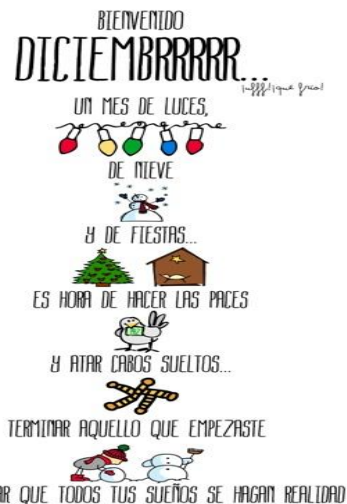 BIENVENIDO
DICIEMBRRRRR...
¡uffff! ¡qué frío!
UN MES DE LUCES,
DE NIEVE
Y DE FIESTAS...
ES HORA DE HACER LAS PACES
Y ATAR CABOS SUELTOS...
TERMINAR AQUELLO QUE EMPEZASTE
QUE TODOS TUS SUEÑOS SE HAGAN REALIDAD